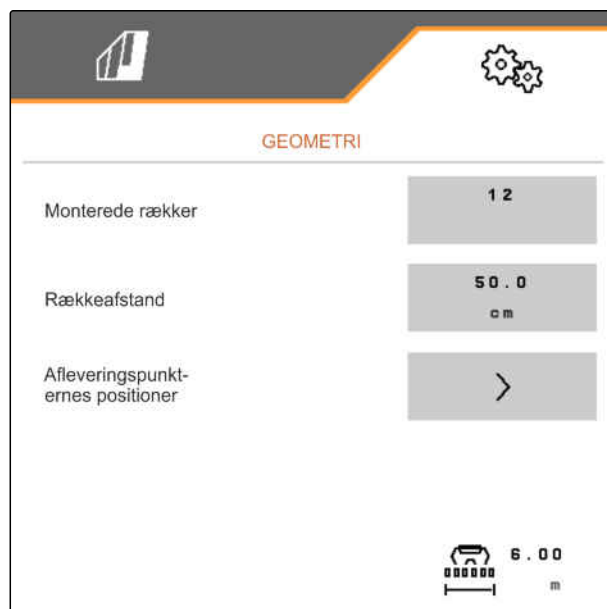 GEOMETRI
Monterede rækker
12
Rækkeafstand
50.0
cm
Afleveringspunkt-
ernes positioner
6.00
m